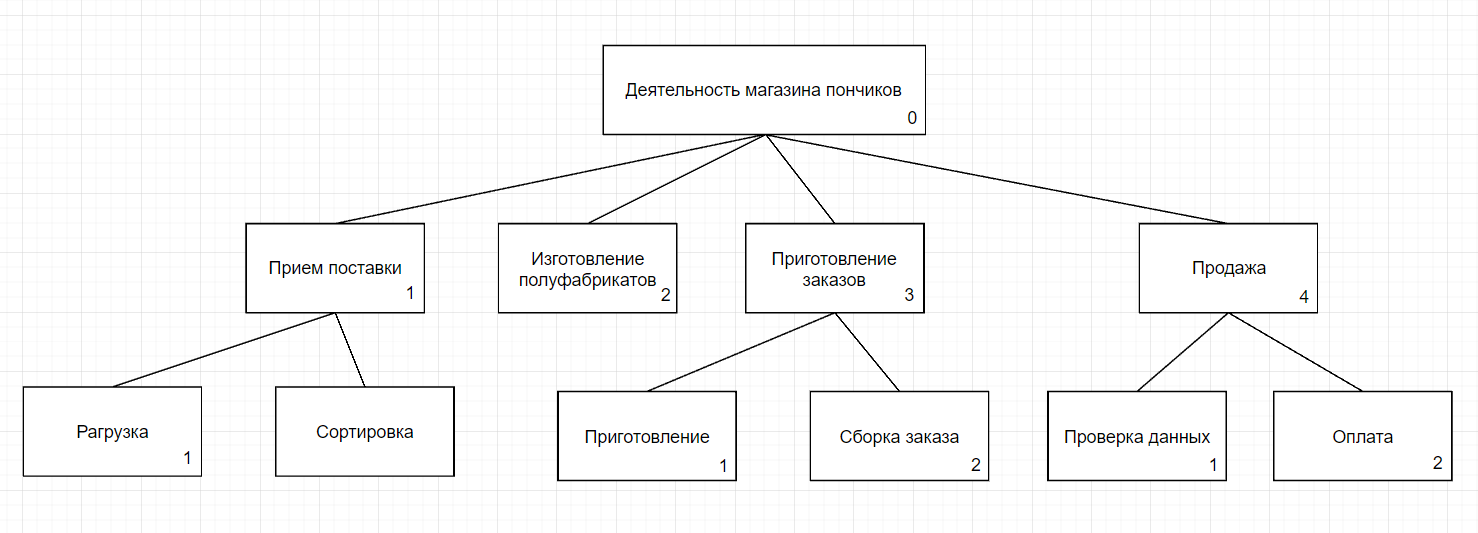 Деятельность магазина пончиков
0
Прием поставки
1
Изготовление
полуфабрикатов
2
Приготовление
заказов
3
Продажа
4
Рагрузка
1
Сортировка
Приготовление
1
Сборка заказа
2
Проверка данных
1
Оплата
2